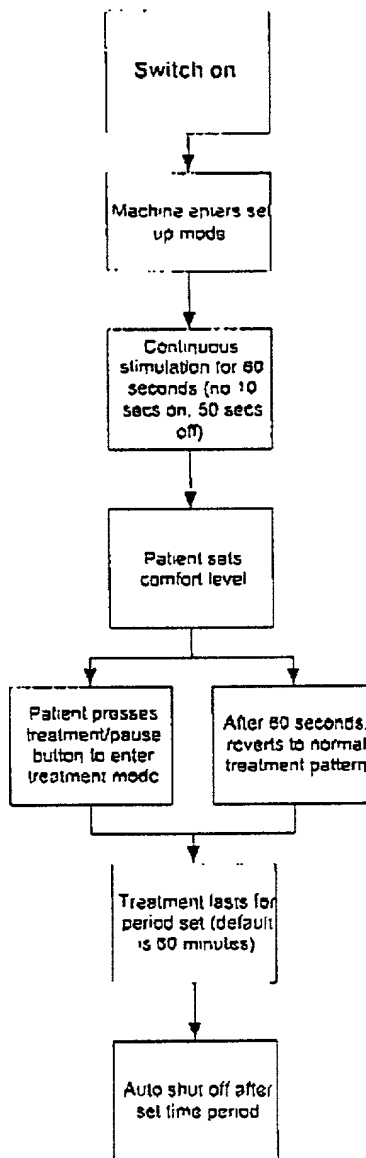 Switch on
Machine enters set
up mode
Continuous
stimulation for 60
seconds (no 10
secs on, 50 secs
off)
Patient sets
comfort level
Patient presses
treatment/pause
button to enter
treatment mode
After 60 seconds,
reverts to normal
treatment pattern
Treatment lasts for
period set (default
is 60 minutes)
Auto shut off after
set time period